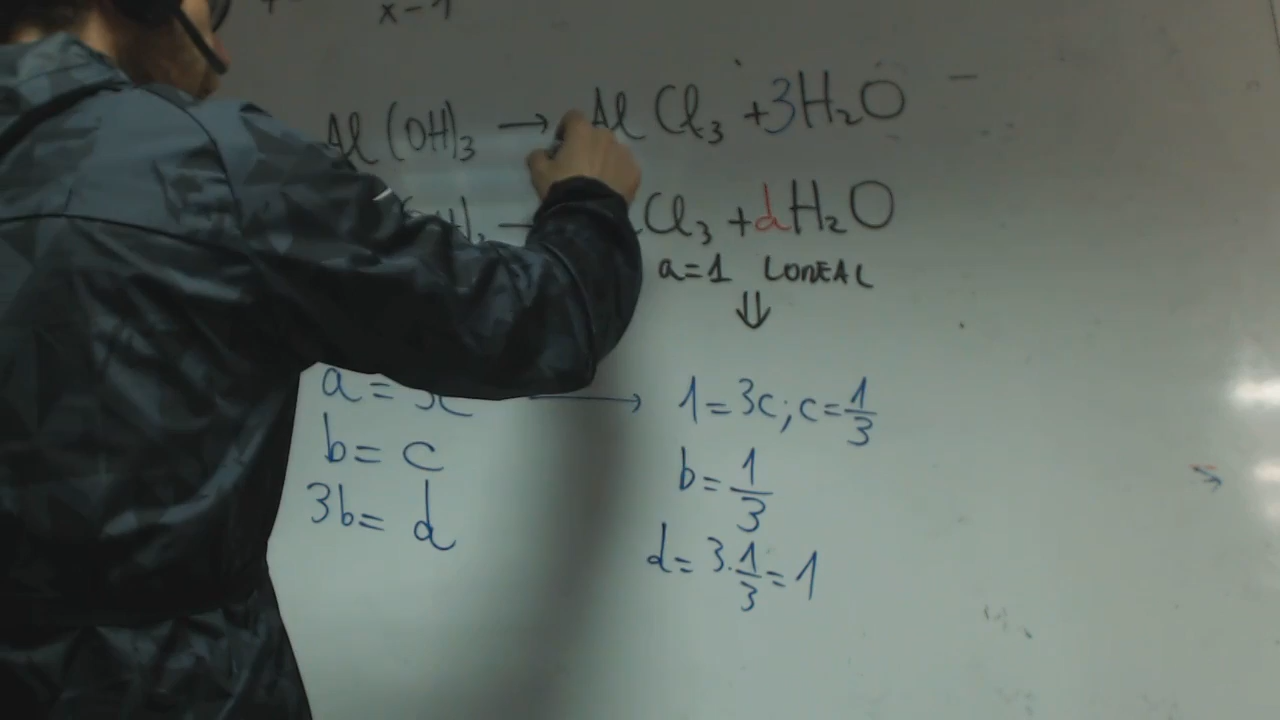 x-1
Al(OH)₃ → AlCl₃ + 3H₂O
Cl₃ + dH₂O
a=1 LONEAL
⇓
a = 3c → 1=3c; c=1/3
b = c
b = 1/3
3b = d
d = 3·1/3 = 1